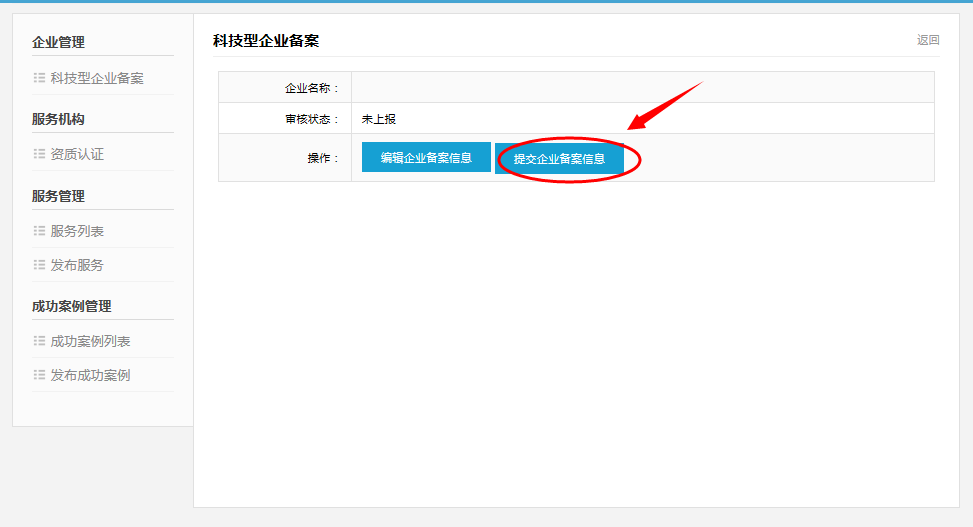 企业管理
科技型企业备案
服务机构
资质认证
服务管理
服务列表
发布服务
成功案例管理
成功案例列表
发布成功案例
科技型企业备案
返回
企业名称：
审核状态： 未上报
操作： 编辑企业备案信息 提交企业备案信息